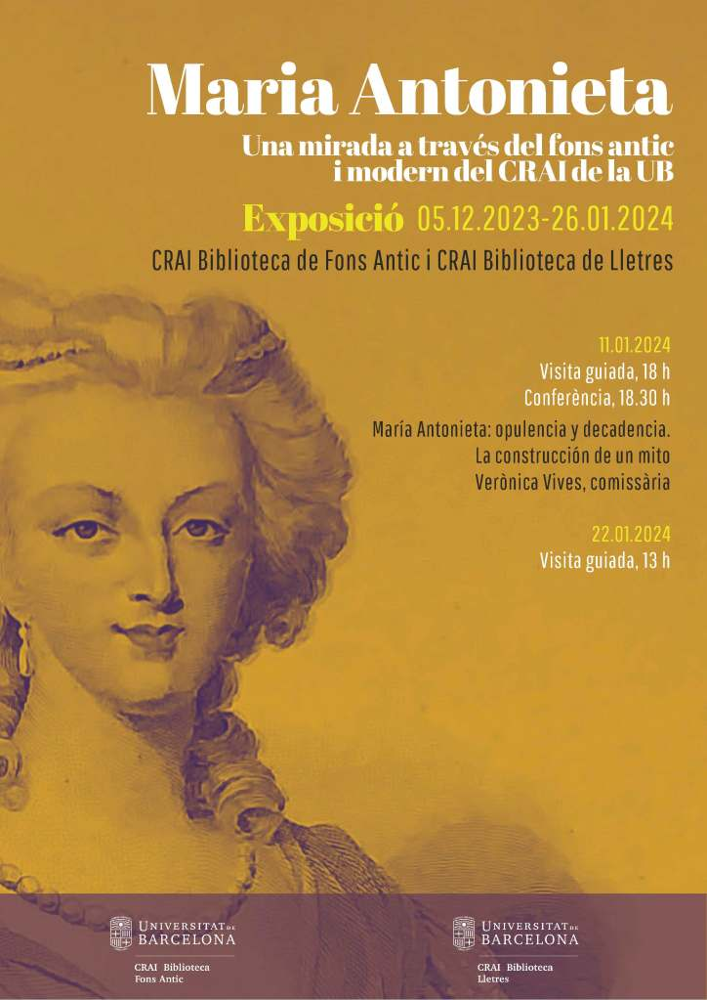 Maria Antonieta
Una mirada a través del fons antic
i modern del CRAI de la UB
Exposició 05.12.2023-26.01.2024
CRAI Biblioteca de Fons Antic i CRAI Biblioteca de Lletres
11.01.2024
Visita guiada, 18 h
Conferència, 18.30 h
María Antonieta: opulencia y decadencia.
La construcción de un mito
Verònica Vives, comissària
22.01.2024
Visita guiada, 13 h
UNIVERSITAT DE
BARCELONA
CRAI Biblioteca
Fons Antic
UNIVERSITAT DE
BARCELONA
CRAI Biblioteca
Lletres